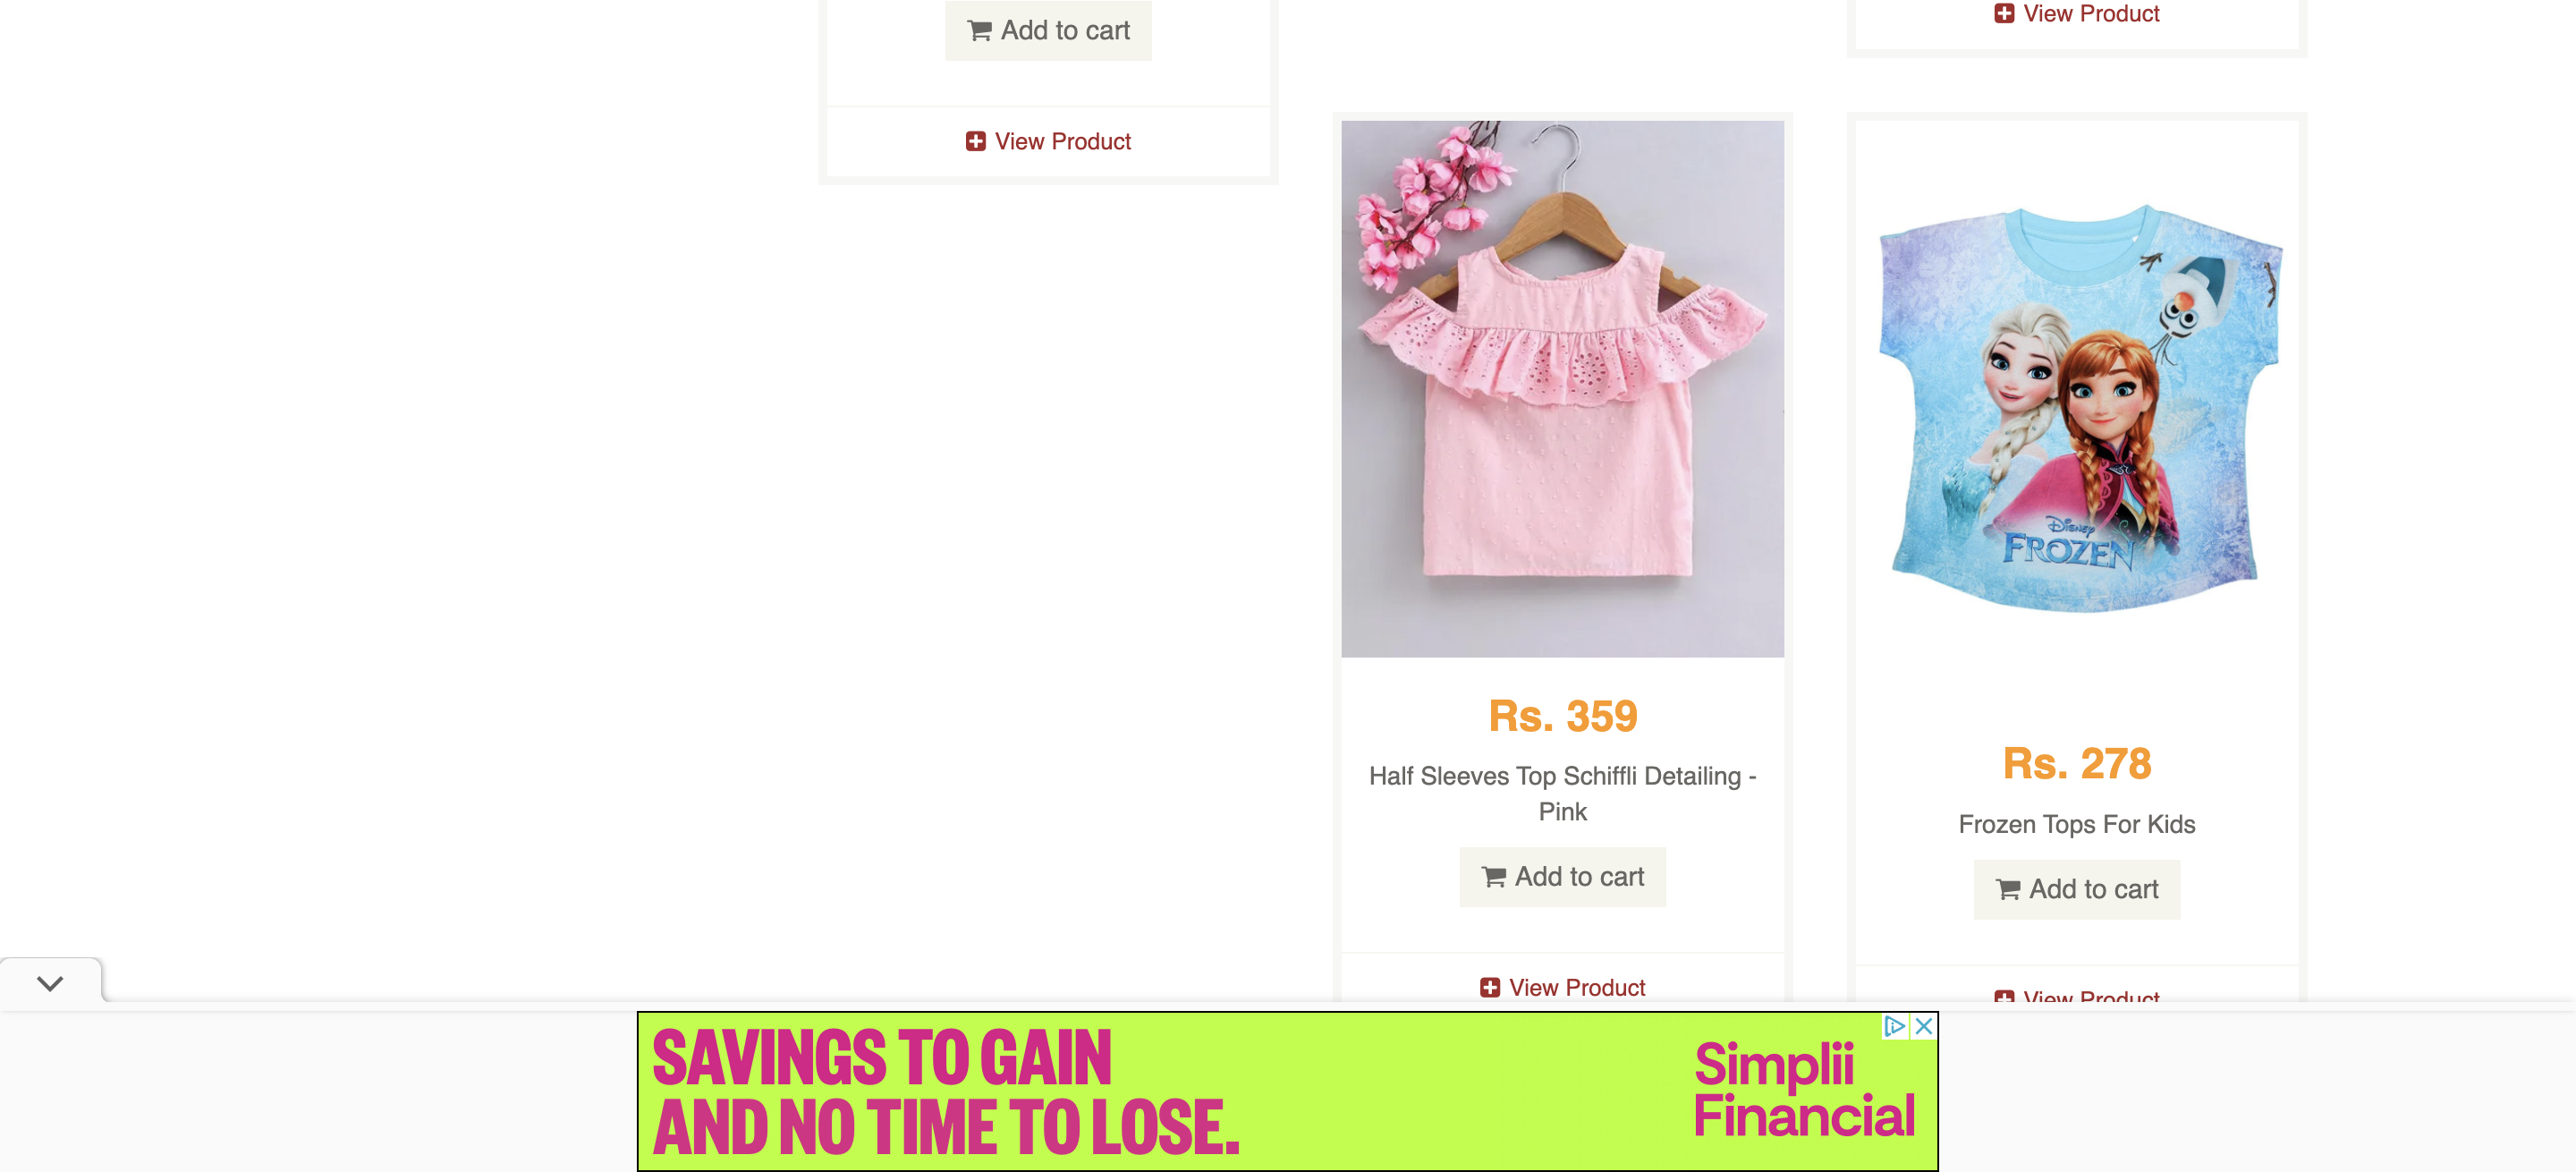 Add to cart
View Product
View Product
Disney
FROZEN
Rs. 359
Half Sleeves Top Schiffli Detailing -
Pink
Add to cart
View Product
Rs. 278
Frozen Tops For Kids
Add to cart
View Product
SAVINGS TO GAIN
AND NO TIME TO LOSE.
Simplii
Financial